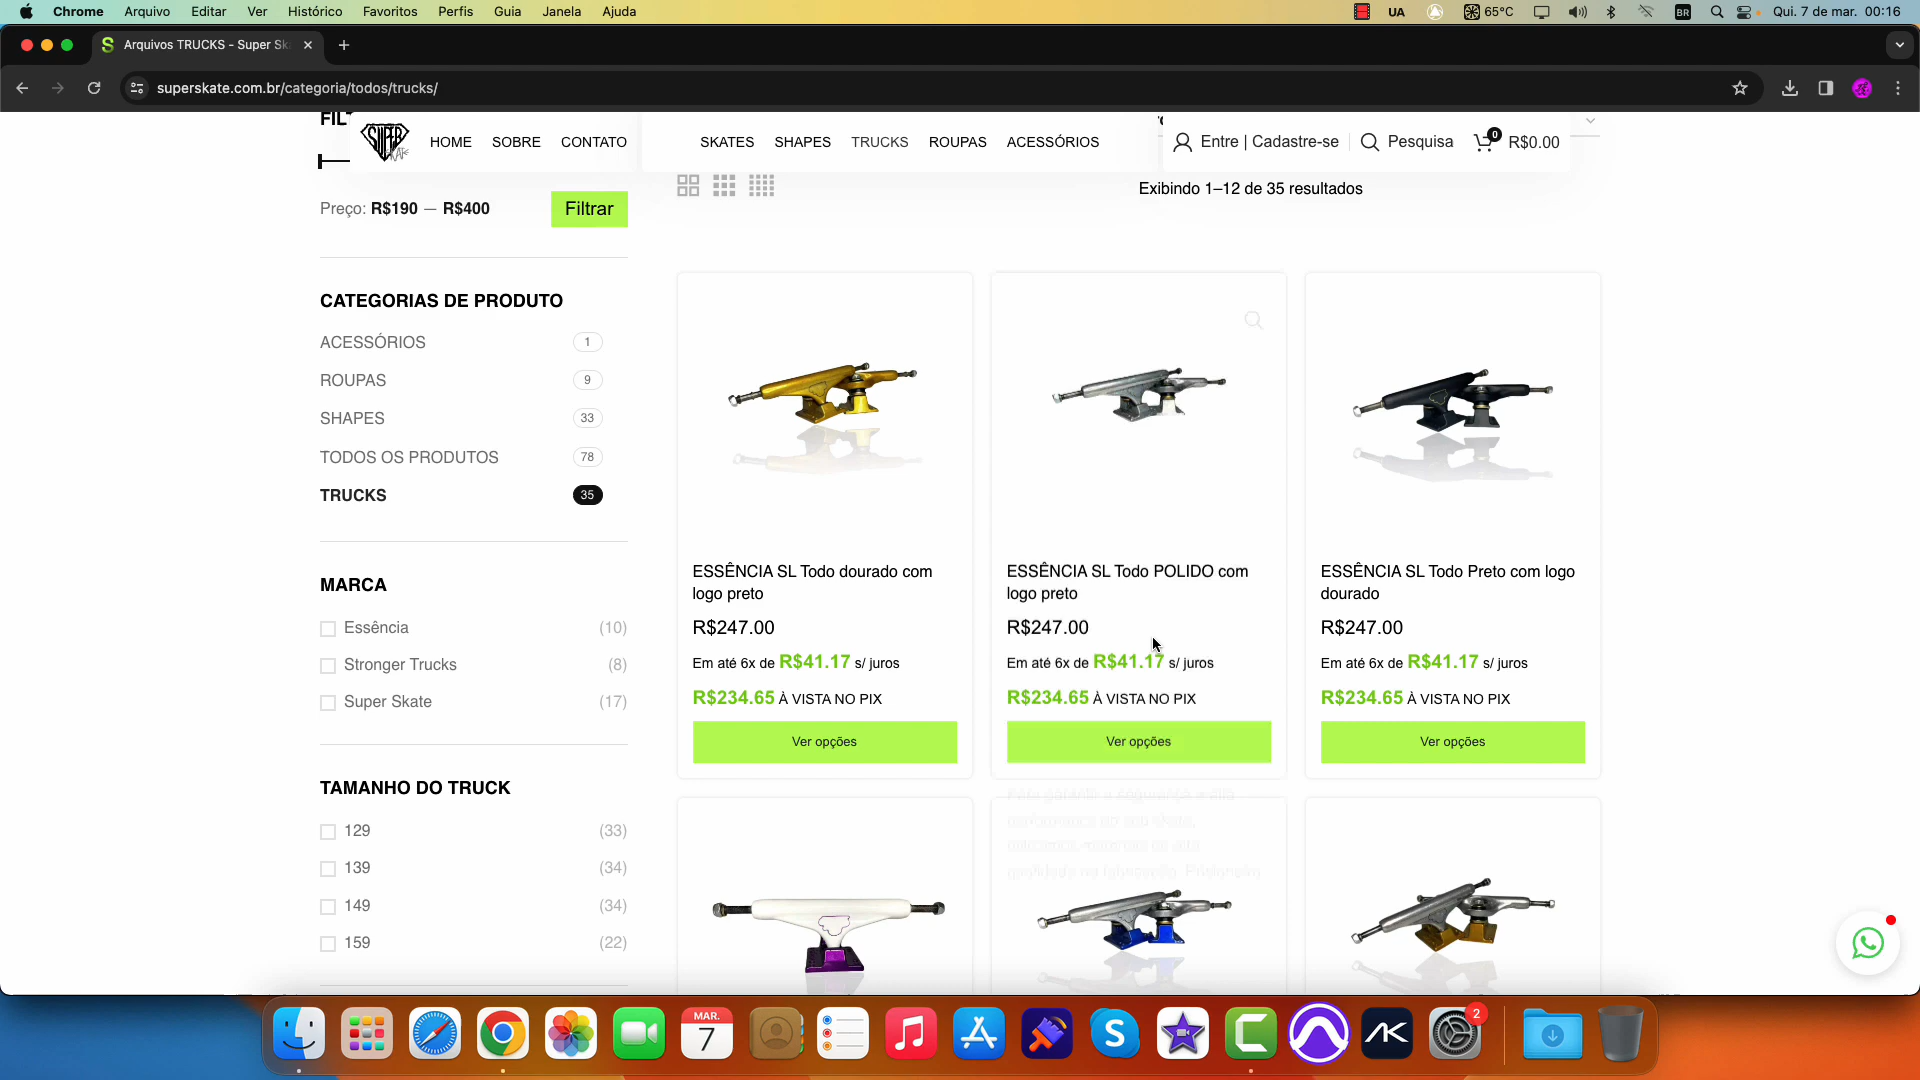 Chrome Arquivo Editar Ver Histórico Favoritos Perfis Guia Janela Ajuda
UA 65°C BR Qui. 7 de mar. 00:16
Arquivos TRUCKS - Super Sk
superskate.com.br/categoria/todos/trucks/
SUPER SKATE
HOME SOBRE CONTATO SKATES SHAPES TRUCKS ROUPAS ACESSÓRIOS Entre | Cadastre-se Pesquisa 0 R$0.00
Exibindo 1–12 de 35 resultados
Preço: R$190 — R$400
Filtrar
CATEGORIAS DE PRODUTO
ACESSÓRIOS 1
ROUPAS 9
SHAPES 33
TODOS OS PRODUTOS 78
TRUCKS 35
MARCA
Essência (10)
Stronger Trucks (8)
Super Skate (17)
TAMANHO DO TRUCK
129 (33)
139 (34)
149 (34)
159 (22)
ESSÊNCIA SL Todo dourado com
logo preto
R$247.00
Em até 6x de R$41.17 s/ juros
R$234.65 À VISTA NO PIX
Ver opções
ESSÊNCIA SL Todo POLIDO com
logo preto
R$247.00
Em até 6x de R$41.17 s/ juros
R$234.65 À VISTA NO PIX
Ver opções
ESSÊNCIA SL Todo Preto com logo
dourado
R$247.00
Em até 6x de R$41.17 s/ juros
R$234.65 À VISTA NO PIX
Ver opções
MAR.
7
2